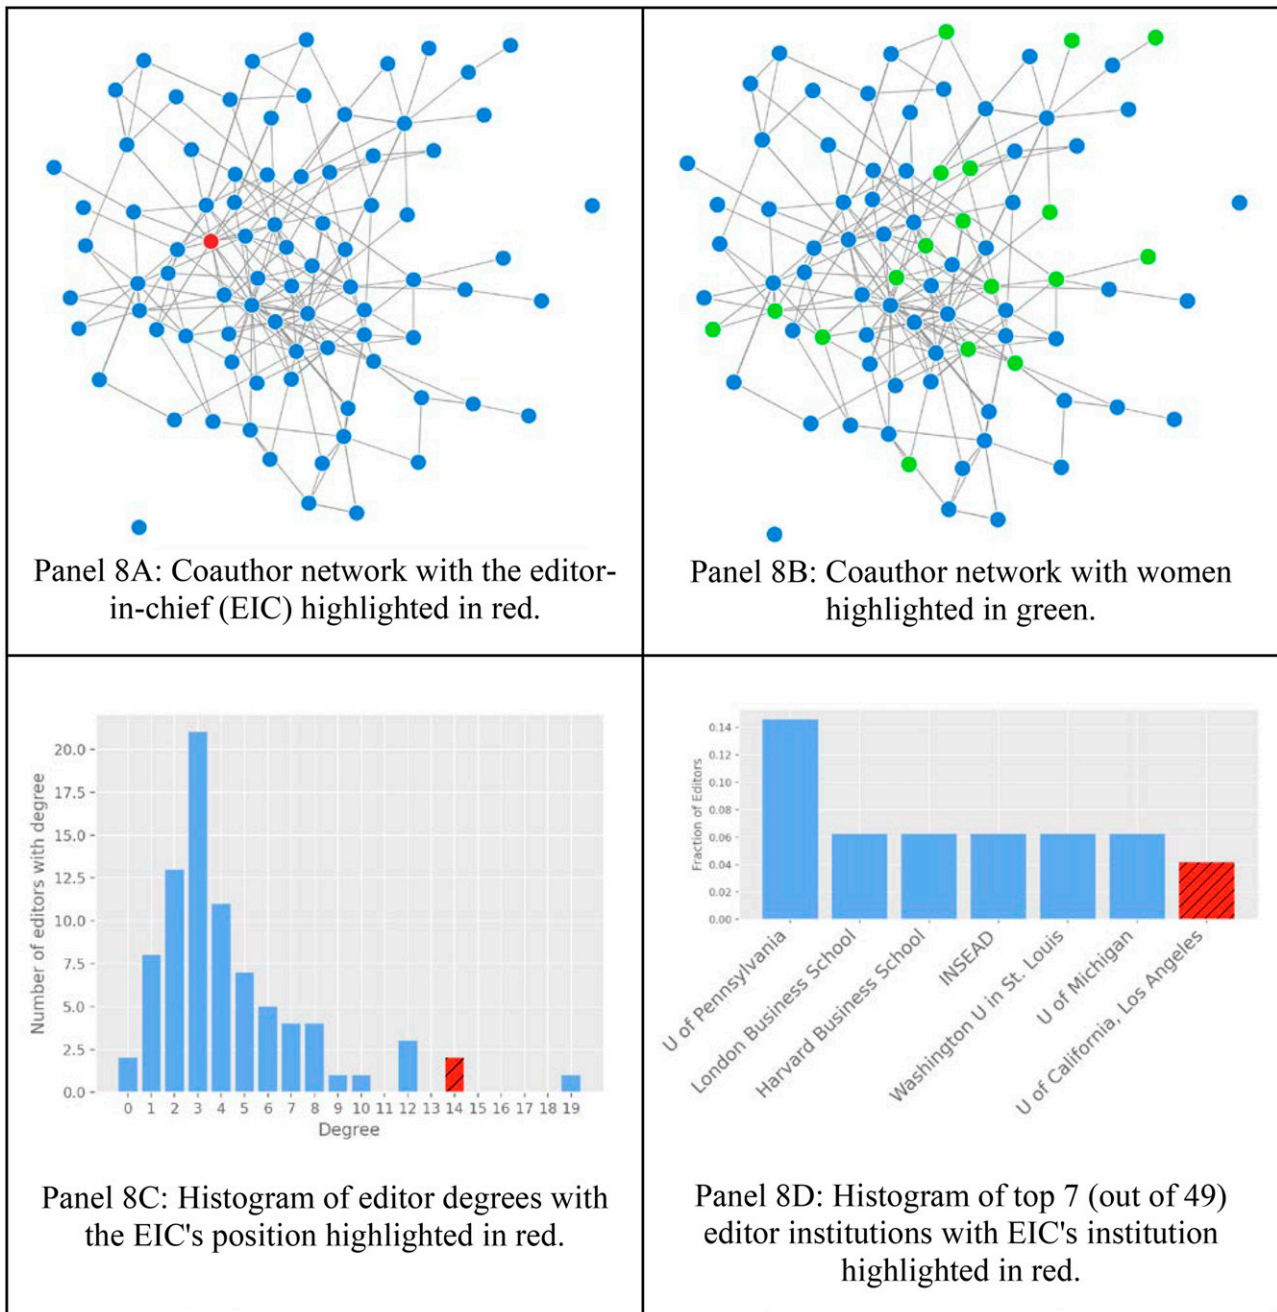 Panel 8A: Coauthor network with the editor-
in-chief (EIC) highlighted in red.
Panel 8B: Coauthor network with women
highlighted in green.
Number of editors with degree
20.0
17.5
15.0
12.5
10.0
7.5
5.0
2.5
0.0
0 1 2 3 4 5 6 7 8 9 10 11 12 13 14 15 16 17 18 19
Degree
Panel 8C: Histogram of editor degrees with
the EIC's position highlighted in red.
Fraction of Editors
0.14
0.12
0.10
0.08
0.06
0.04
0.02
0.00
U of Pennsylvania
London Business School
Harvard Business School
INSEAD
Washington U in St. Louis
U of Michigan
U of California, Los Angeles
Panel 8D: Histogram of top 7 (out of 49)
editor institutions with EIC's institution
highlighted in red.